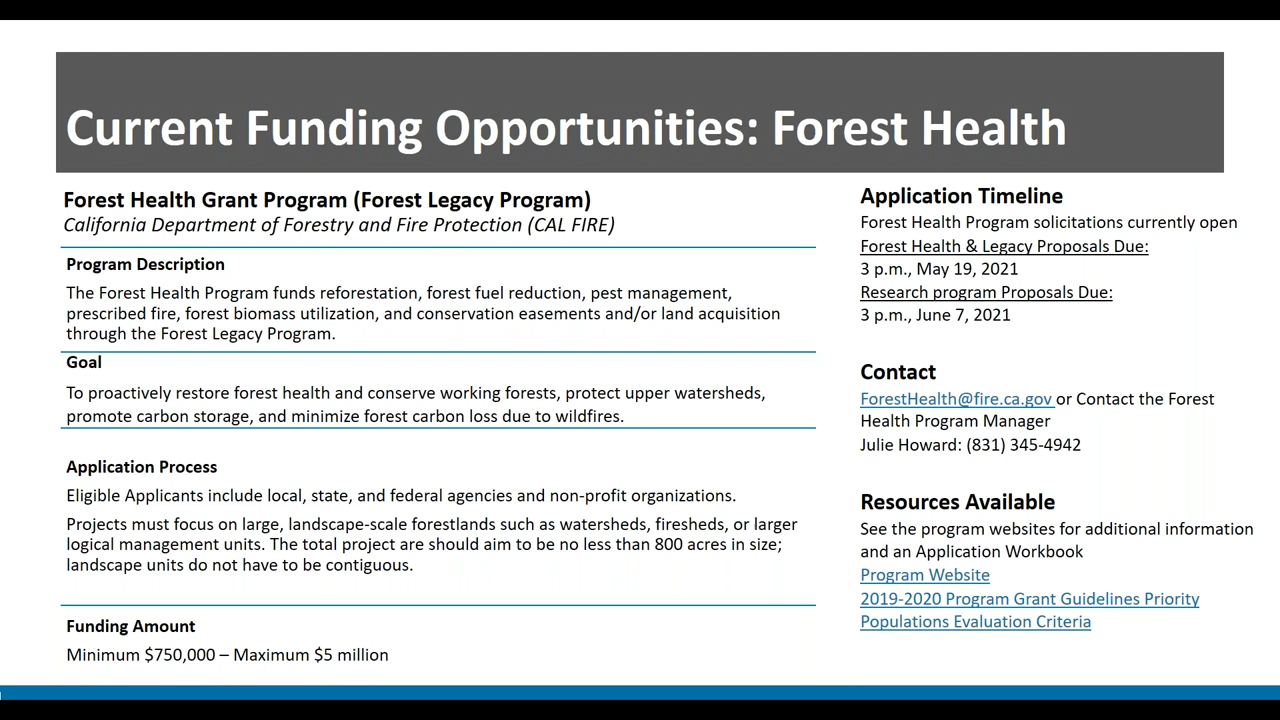 Current Funding Opportunities: Forest Health
Forest Health Grant Program (Forest Legacy Program)
California Department of Forestry and Fire Protection (CAL FIRE)
Program Description
The Forest Health Program funds reforestation, forest fuel reduction, pest management,
prescribed fire, forest biomass utilization, and conservation easements and/or land acquisition
through the Forest Legacy Program.
Goal
To proactively restore forest health and conserve working forests, protect upper watersheds,
promote carbon storage, and minimize forest carbon loss due to wildfires.
Application Process
Eligible Applicants include local, state, and federal agencies and non-profit organizations.
Projects must focus on large, landscape-scale forestlands such as watersheds, firesheds, or larger
logical management units. The total project are should aim to be no less than 800 acres in size;
landscape units do not have to be contiguous.
Funding Amount
Minimum $750,000 – Maximum $5 million
Application Timeline
Forest Health Program solicitations currently open
Forest Health & Legacy Proposals Due:
3 p.m., May 19, 2021
Research program Proposals Due:
3 p.m., June 7, 2021
Contact
ForestHealth@fire.ca.gov or Contact the Forest
Health Program Manager
Julie Howard: (831) 345-4942
Resources Available
See the program websites for additional information
and an Application Workbook
Program Website
2019-2020 Program Grant Guidelines Priority
Populations Evaluation Criteria